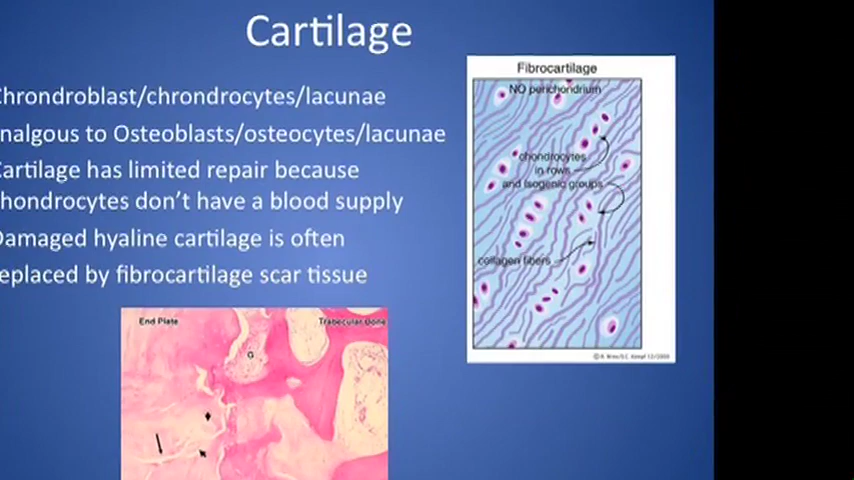 Cartilage
Chrondroblast/chrondrocytes/lacunae
nalgous to Osteoblasts/osteocytes/lacunae
Cartilage has limited repair because
hondrocytes don't have a blood supply
Damaged hyaline cartilage is often
eplaced by fibrocartilage scar tissue
Fibrocartilage
NO perichondrium
chondrocytes
in rows
and Isogenic groups
collagen fibers
End Plate
Trabecular Bone
G